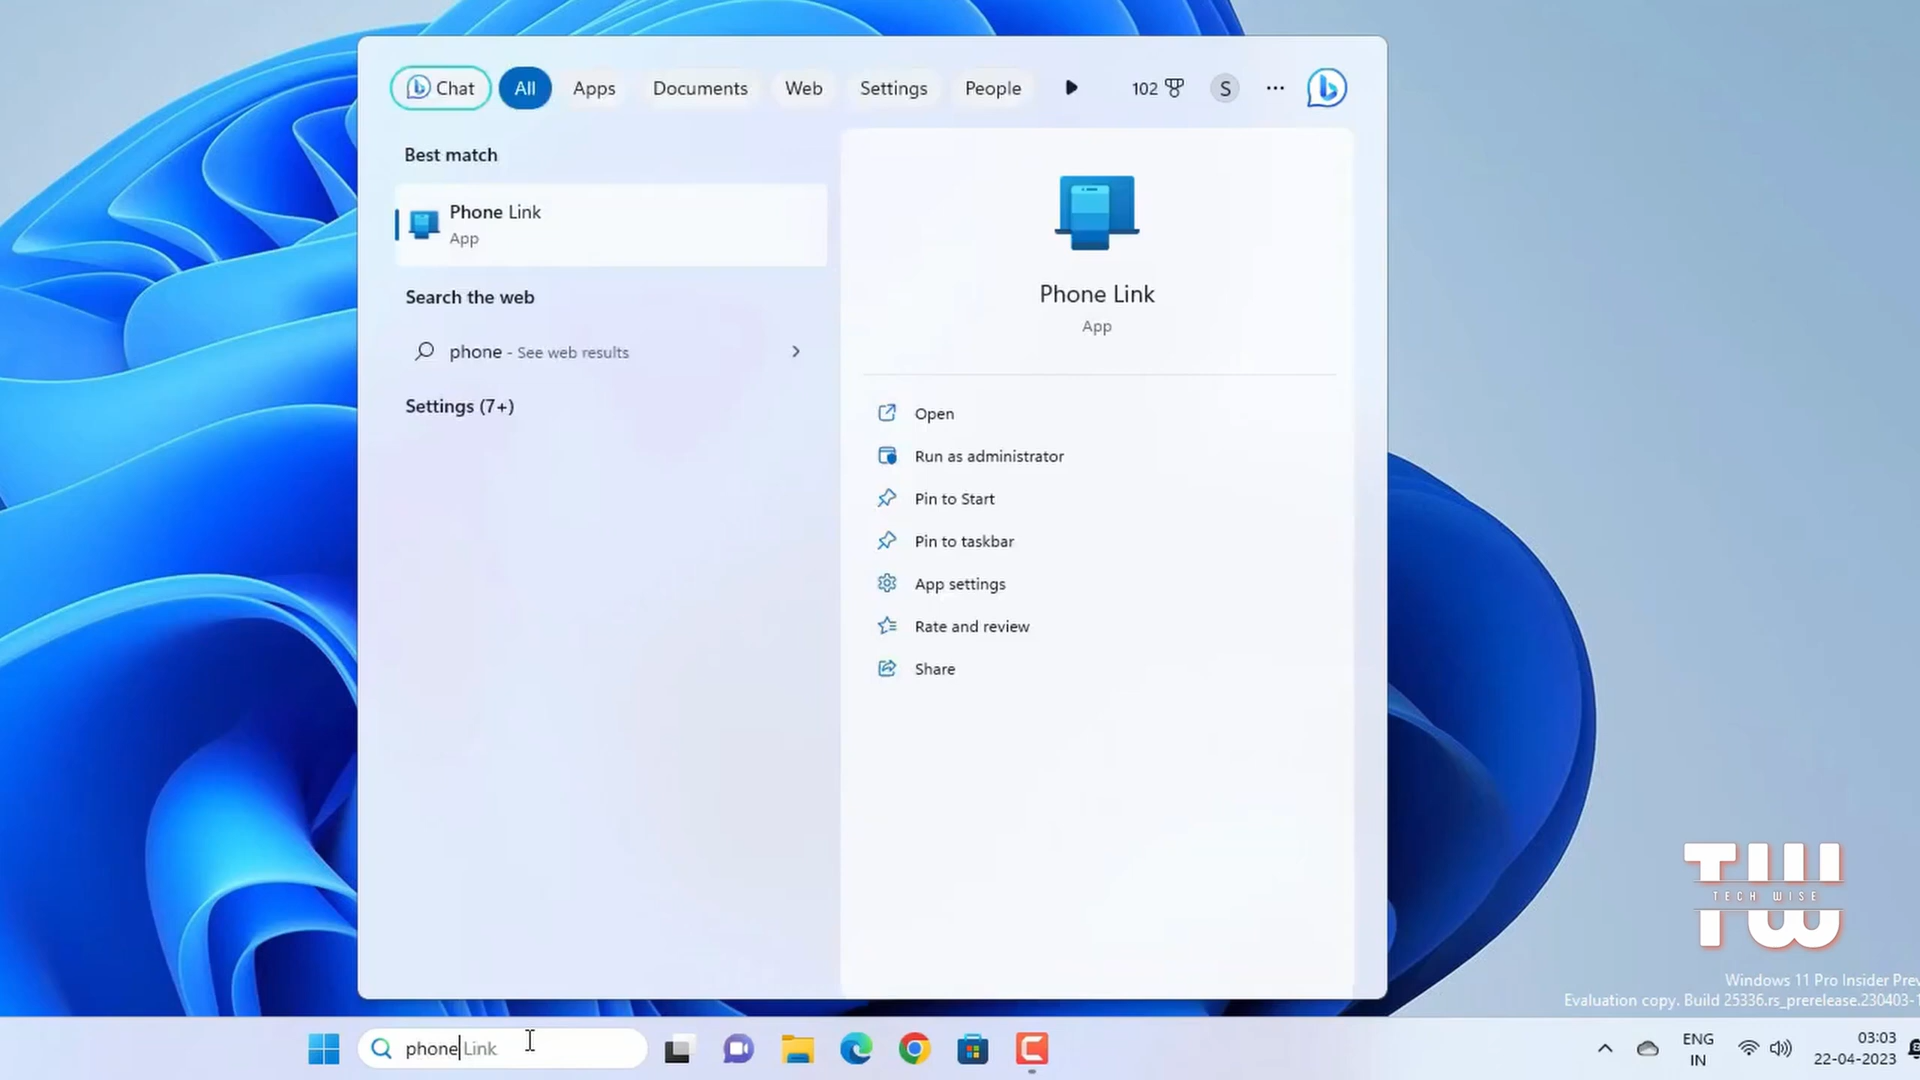 Chat
All
Apps
Documents
Web
Settings
People
102
S
Best match
Phone Link
App
Search the web
phone - See web results
Settings (7+)
Phone Link
App
Open
Run as administrator
Pin to Start
Pin to taskbar
App settings
Rate and review
Share
TW
TECH WISE
Windows 11 Pro Insider Prev
Evaluation copy. Build 25336.rs_prerelease.230403-1
phone Link
ENG
IN
03:03
22-04-2023